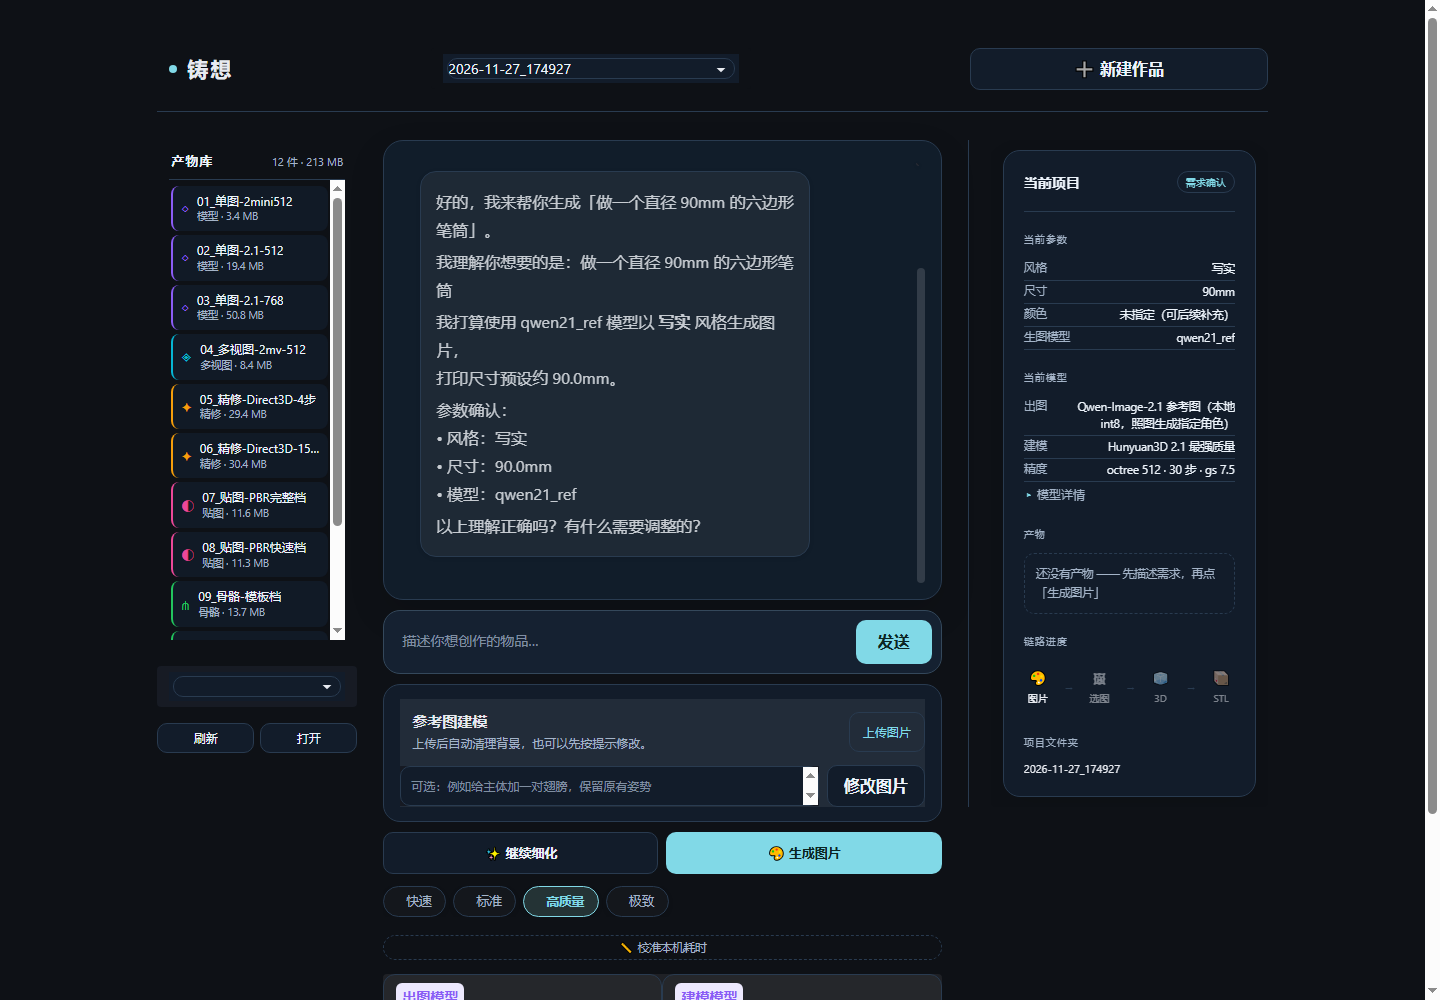 铸想
2026-11-27_174927
新建作品
产物库
12 件 · 213 MB
01_单图-2mini512
模型 · 3.4 MB
02_单图-2.1-512
模型 · 19.4 MB
03_单图-2.1-768
模型 · 50.8 MB
04_多视图-2mv-512
多视图 · 8.4 MB
05_精修-Direct3D-4步
精修 · 29.4 MB
06_精修-Direct3D-15...
精修 · 30.4 MB
07_贴图-PBR完整档
贴图 · 11.6 MB
08_贴图-PBR快速档
贴图 · 11.3 MB
09_骨骼-模板档
骨骼 · 13.7 MB
刷新
打开
好的，我来帮你生成「做一个直径 90mm 的六边形
笔筒」。
我理解你想要的是：做一个直径 90mm 的六边形笔
筒
我打算使用 qwen21_ref 模型以 写实 风格生成图
片，
打印尺寸预设约 90.0mm。
参数确认：
• 风格：写实
• 尺寸：90.0mm
• 模型：qwen21_ref
以上理解正确吗？有什么需要调整的？
描述你想创作的物品...
发送
参考图建模
上传后自动清理背景，也可以先按提示修改。
上传图片
可选：例如给主体加一对翅膀，保留原有姿势
修改图片
继续细化
生成图片
快速
标准
高质量
极致
校准本机耗时
出图模型
建模模型
当前项目
需求确认
当前参数
风格
写实
尺寸
90mm
颜色
未指定（可后续补充）
生图模型
qwen21_ref
当前模型
出图
Qwen-Image-2.1 参考图（本地
int8，照图生成指定角色）
建模
Hunyuan3D 2.1 最强质量
精度
octree 512 · 30 步 · gs 7.5
模型详情
产物
还没有产物 —— 先描述需求，再点
「生成图片」
链路进度
图片
选图
3D
STL
项目文件夹
2026-11-27_174927